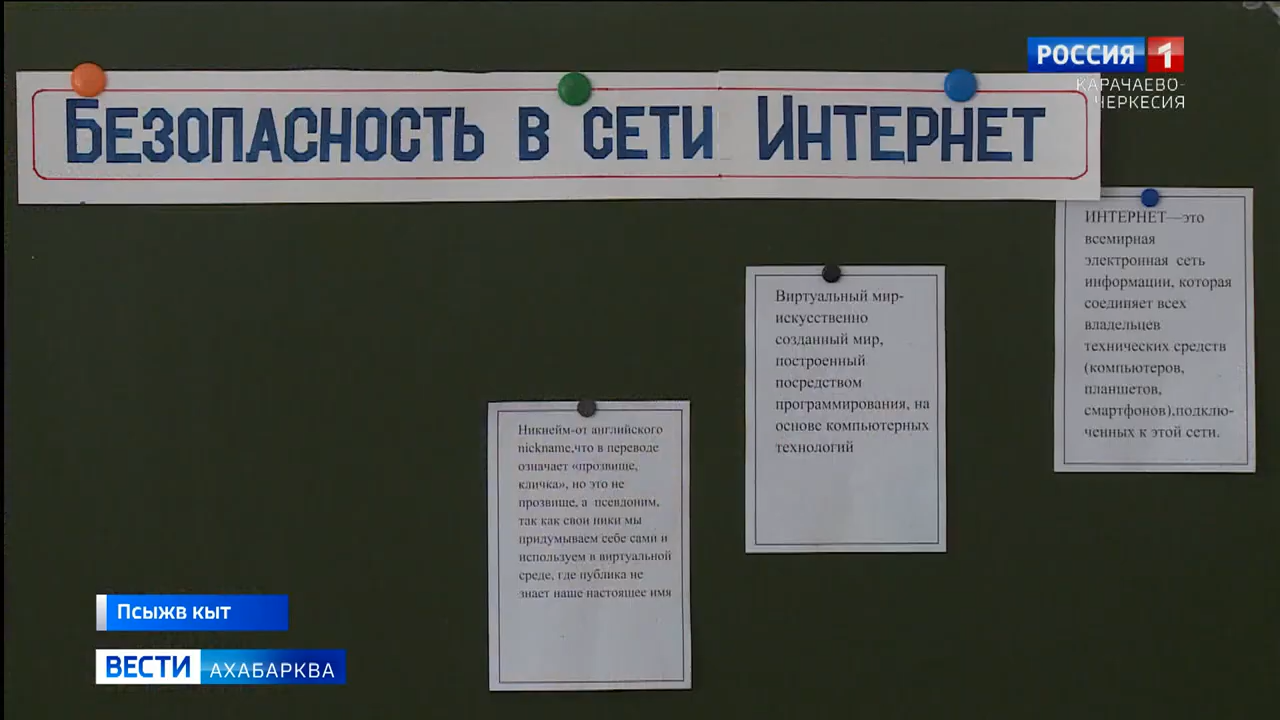 РОССИЯ 1
КАРАЧАЕВО-
ЧЕРКЕСИЯ
БЕЗОПАСНОСТЬ В СЕТИ ИНТЕРНЕТ
ИНТЕРНЕТ—это
всемирная
электронная сеть
информации, которая
соединяет всех
владельцев
технических средств
(компьютеров,
планшетов,
смартфонов),подклю-
ченных к этой сети.
Виртуальный мир-
искусственно
созданный мир,
построенный
посредством
программирования, на
основе компьютерных
технологий
Никнейм-от английского
nickname,что в переводе
означает «прозвище,
кличка», но это не
прозвище, а псевдоним,
так как свои ники мы
придумываем себе сами и
используем в виртуальной
среде, где публика не
знает наше настоящее имя
Псыжв кыт
ВЕСТИ АХАБАРКВА